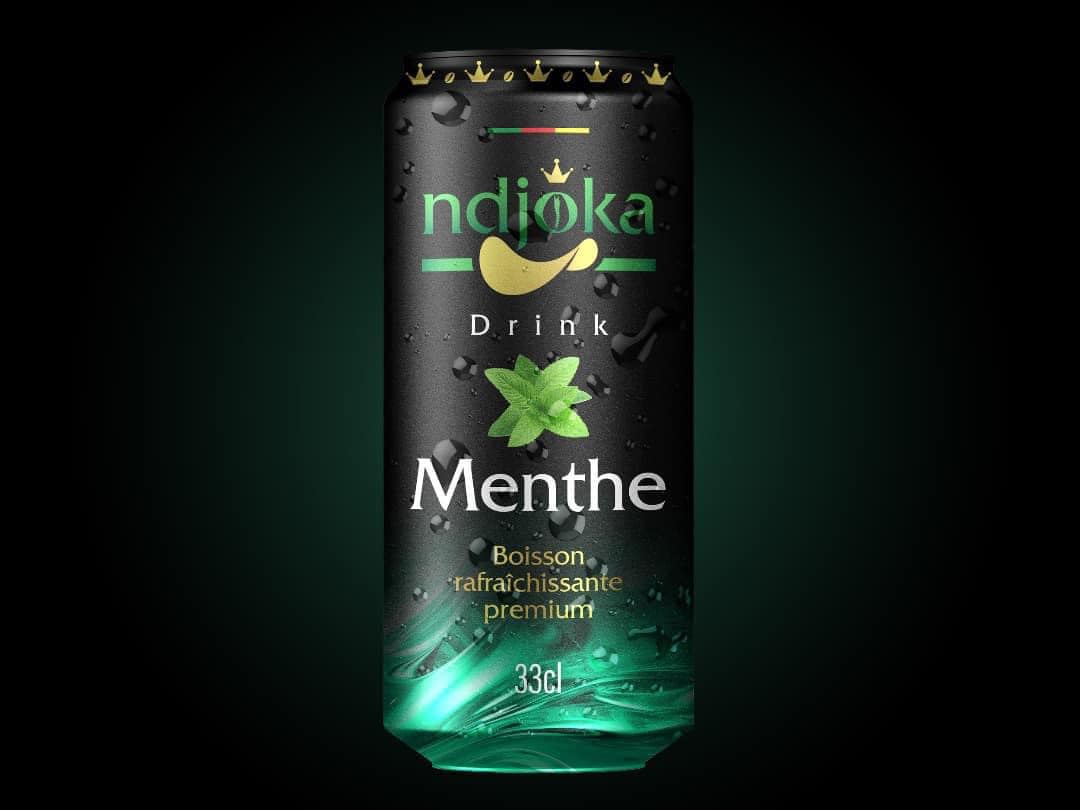 ndjoka
Drink
Menthe
Boisson
rafraîchissante
premium
33cl